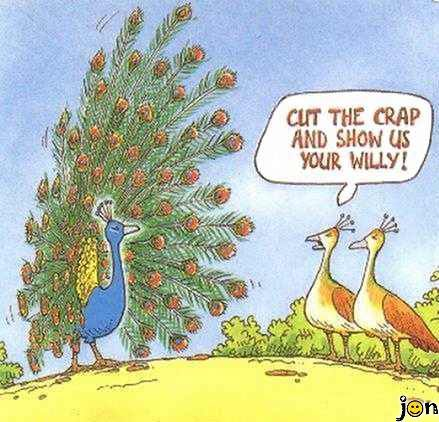 CUT THE CRAP
AND SHOW US
YOUR WILLY!
jon